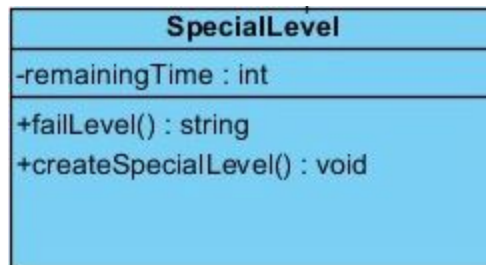 SpecialLevel
-remainingTime : int
+failLevel() : string
+createSpecialLevel() : void